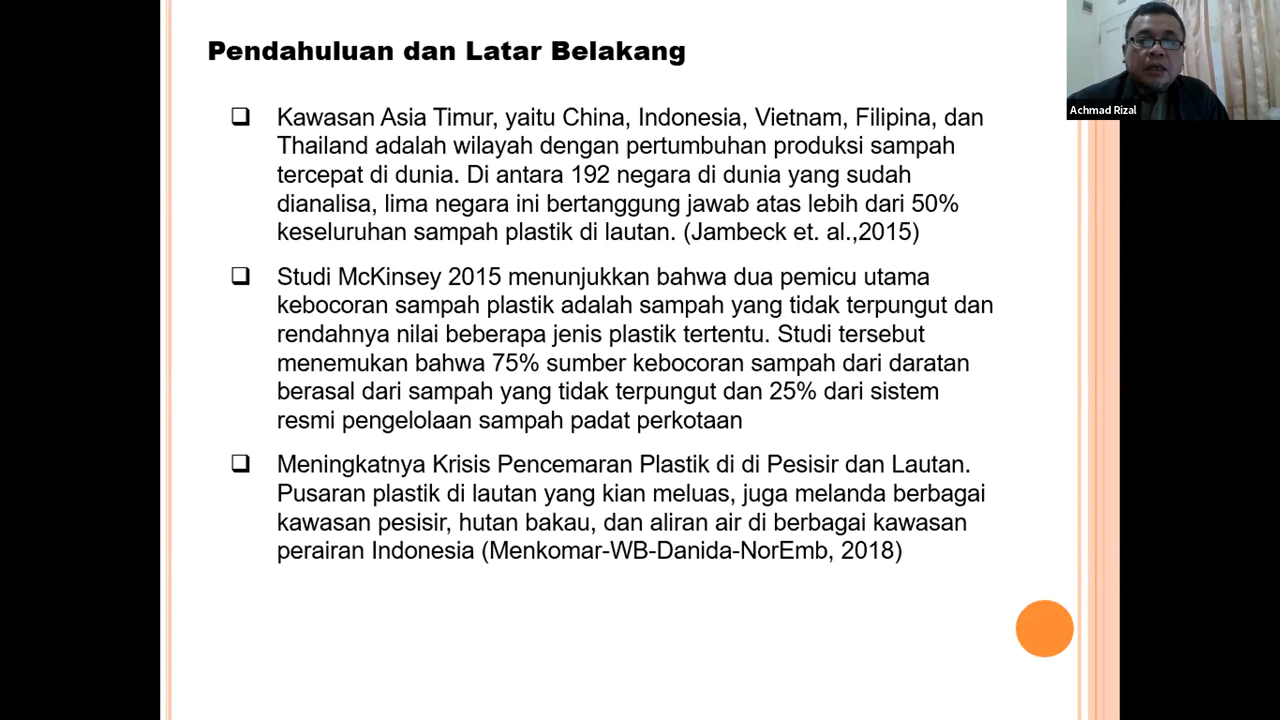 Pendahuluan dan Latar Belakang
Kawasan Asia Timur, yaitu China, Indonesia, Vietnam, Filipina, dan
Thailand adalah wilayah dengan pertumbuhan produksi sampah
tercepat di dunia. Di antara 192 negara di dunia yang sudah
dianalisa, lima negara ini bertanggung jawab atas lebih dari 50%
keseluruhan sampah plastik di lautan. (Jambeck et. al.,2015)
Studi McKinsey 2015 menunjukkan bahwa dua pemicu utama
kebocoran sampah plastik adalah sampah yang tidak terpungut dan
rendahnya nilai beberapa jenis plastik tertentu. Studi tersebut
menemukan bahwa 75% sumber kebocoran sampah dari daratan
berasal dari sampah yang tidak terpungut dan 25% dari sistem
resmi pengelolaan sampah padat perkotaan
Meningkatnya Krisis Pencemaran Plastik di di Pesisir dan Lautan.
Pusaran plastik di lautan yang kian meluas, juga melanda berbagai
kawasan pesisir, hutan bakau, dan aliran air di berbagai kawasan
perairan Indonesia (Menkomar-WB-Danida-NorEmb, 2018)
Achmad Rizal